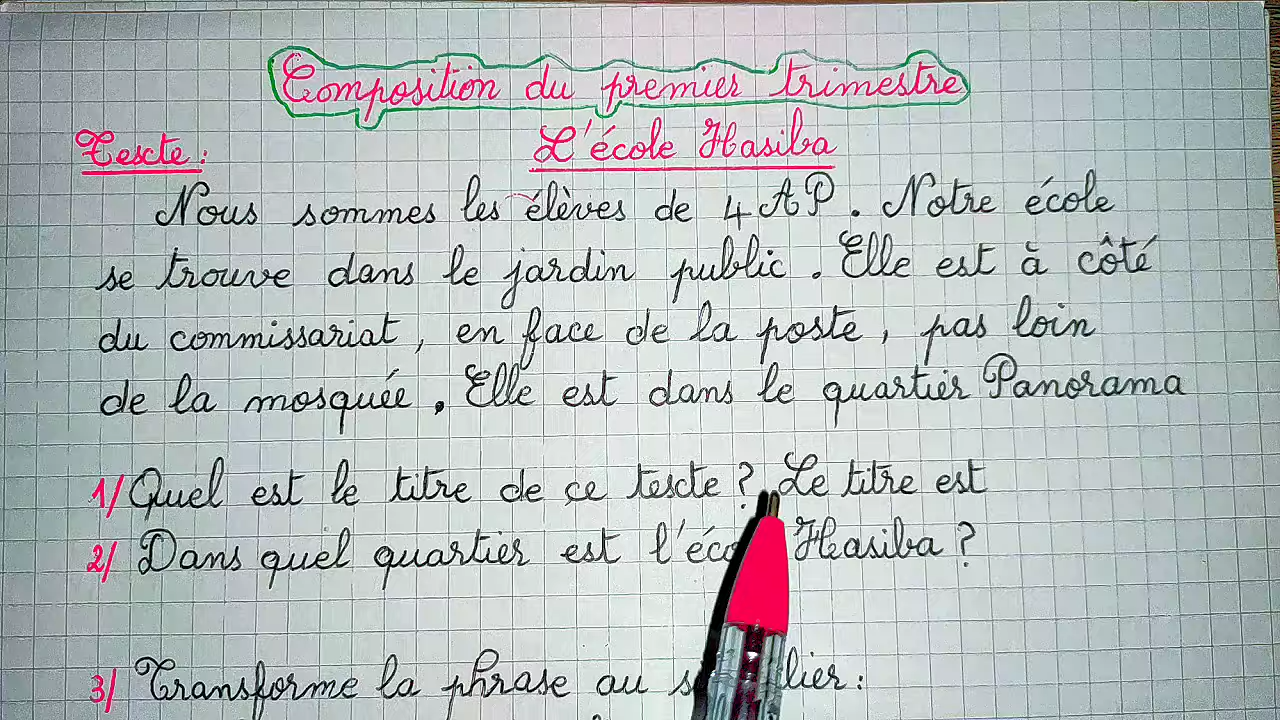 Composition du premier trimestre
Texte : L'école Hasiba
Nous sommes les élèves de 4 AP. Notre école
se trouve dans le jardin public. Elle est à côté
du commissariat, en face de la poste, pas loin
de la mosquée. Elle est dans le quartier Panorama
1/ Quel est le titre de ce texte ? Le titre est
2/ Dans quel quartier est l'éco Hasiba ?
3/ Transforme la phrase au s lier :